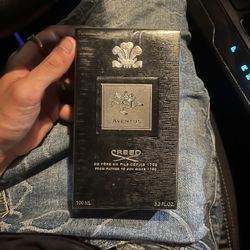 AVENTUS
CREED
DE PÈRE EN FILS DEPUIS 1760
FROM FATHER TO SON SINCE 1760
100 ML 3.3 FL.OZ.